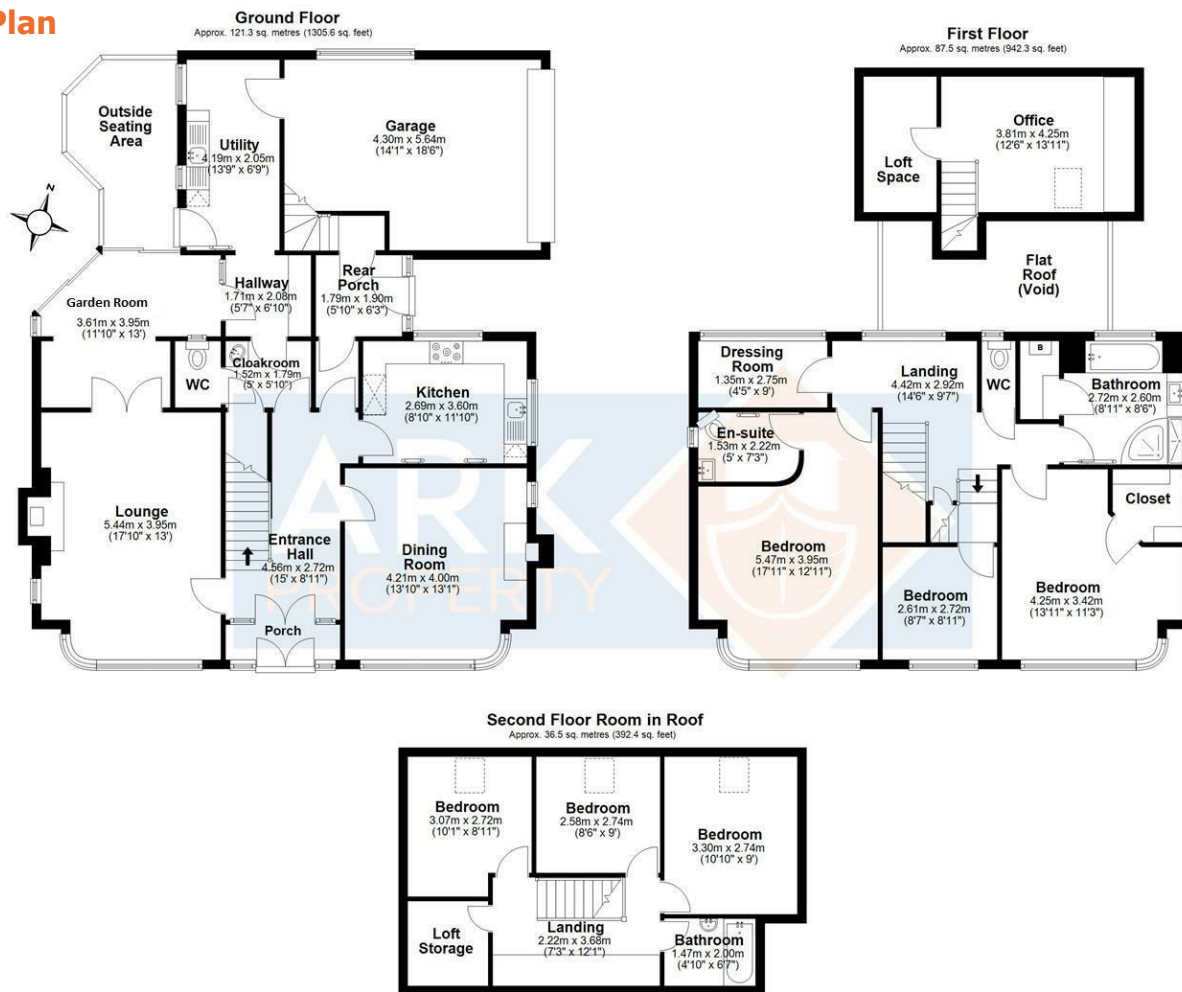 Plan
Ground Floor
Approx. 121.3 sq. metres (1305.6 sq. feet)
Outside
Seating
Area
Utility
4.19m x 2.05m
(13'9" x 6'9")
Garage
4.30m x 5.64m
(14'1" x 18'6")
N
Hallway
1.71m x 2.08m
(5'7" x 6'10")
Rear
Porch
1.79m x 1.90m
(5'10" x 6'3")
Garden Room
3.61m x 3.95m
(11'10" x 13')
WC
Cloakroom
1.52m x 1.79m
(5' x 5'10")
Kitchen
2.69m x 3.60m
(8'10" x 11'10")
Lounge
5.44m x 3.95m
(17'10" x 13')
Entrance
Hall
4.56m x 2.72m
(15' x 8'11")
Dining
Room
4.21m x 4.00m
(13'10" x 13'1")
Porch
First Floor
Approx. 87.5 sq. metres (942.3 sq. feet)
Office
3.81m x 4.25m
(12'6" x 13'11")
Loft
Space
Flat
Roof
(Void)
Dressing
Room
1.35m x 2.75m
(4'5" x 9')
Landing
4.42m x 2.92m
(14'6" x 9'7")
WC
B
Bathroom
2.72m x 2.60m
(8'11" x 8'6")
En-suite
1.53m x 2.22m
(5' x 7'3")
Closet
Bedroom
5.47m x 3.95m
(17'11" x 12'11")
Bedroom
2.61m x 2.72m
(8'7" x 8'11")
Bedroom
4.25m x 3.42m
(13'11" x 11'3")
ARK
PROPERTY
Second Floor Room in Roof
Approx. 36.5 sq. metres (392.4 sq. feet)
Bedroom
3.07m x 2.72m
(10'1" x 8'11")
Bedroom
2.58m x 2.74m
(8'6" x 9')
Bedroom
3.30m x 2.74m
(10'10" x 9')
Loft
Storage
Landing
2.22m x 3.68m
(7'3" x 12'1")
Bathroom
1.47m x 2.00m
(4'10" x 6'7")